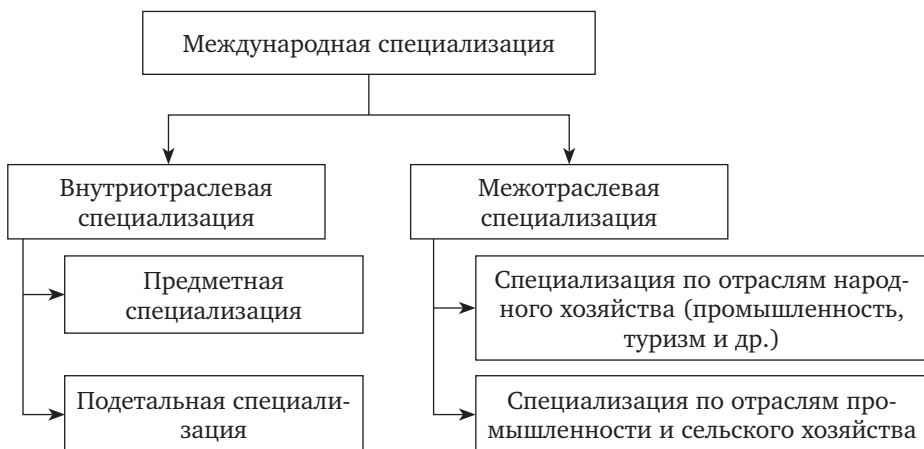 Международная специализация
Внутриотраслевая
специализация
Межотраслевая
специализация
Предметная
специализация
Специализация по отраслям народ-
ного хозяйства (промышленность,
туризм и др.)
Подетальная специали-
зация
Специализация по отраслям про-
мышленности и сельского хозяйства